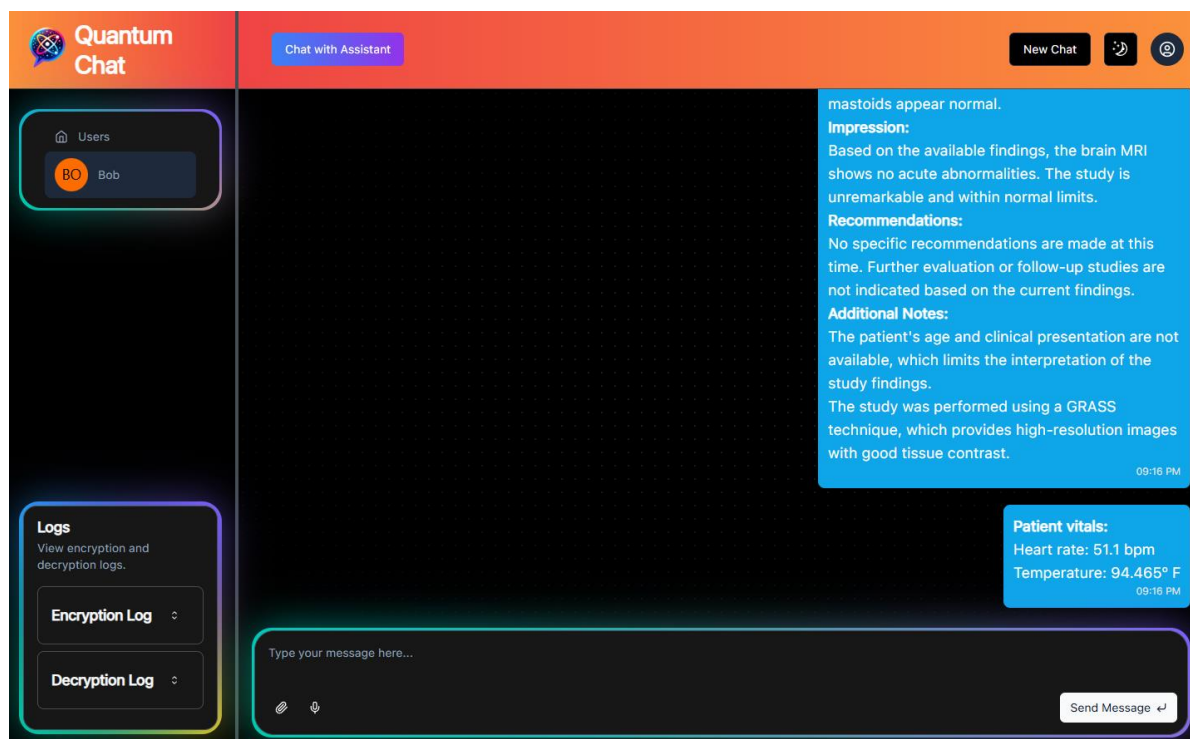 Quantum
Chat
Chat with Assistant
New Chat
Users
BO
Bob
mastoids appear normal.
Impression:
Based on the available findings, the brain MRI
shows no acute abnormalities. The study is
unremarkable and within normal limits.
Recommendations:
No specific recommendations are made at this
time. Further evaluation or follow-up studies are
not indicated based on the current findings.
Additional Notes:
The patient's age and clinical presentation are not
available, which limits the interpretation of the
study findings.
The study was performed using a GRASS
technique, which provides high-resolution images
with good tissue contrast.
09:16 PM
Patient vitals:
Heart rate: 51.1 bpm
Temperature: 94.465° F
09:16 PM
Logs
View encryption and
decryption logs.
Encryption Log
Decryption Log
Type your message here...
Send Message